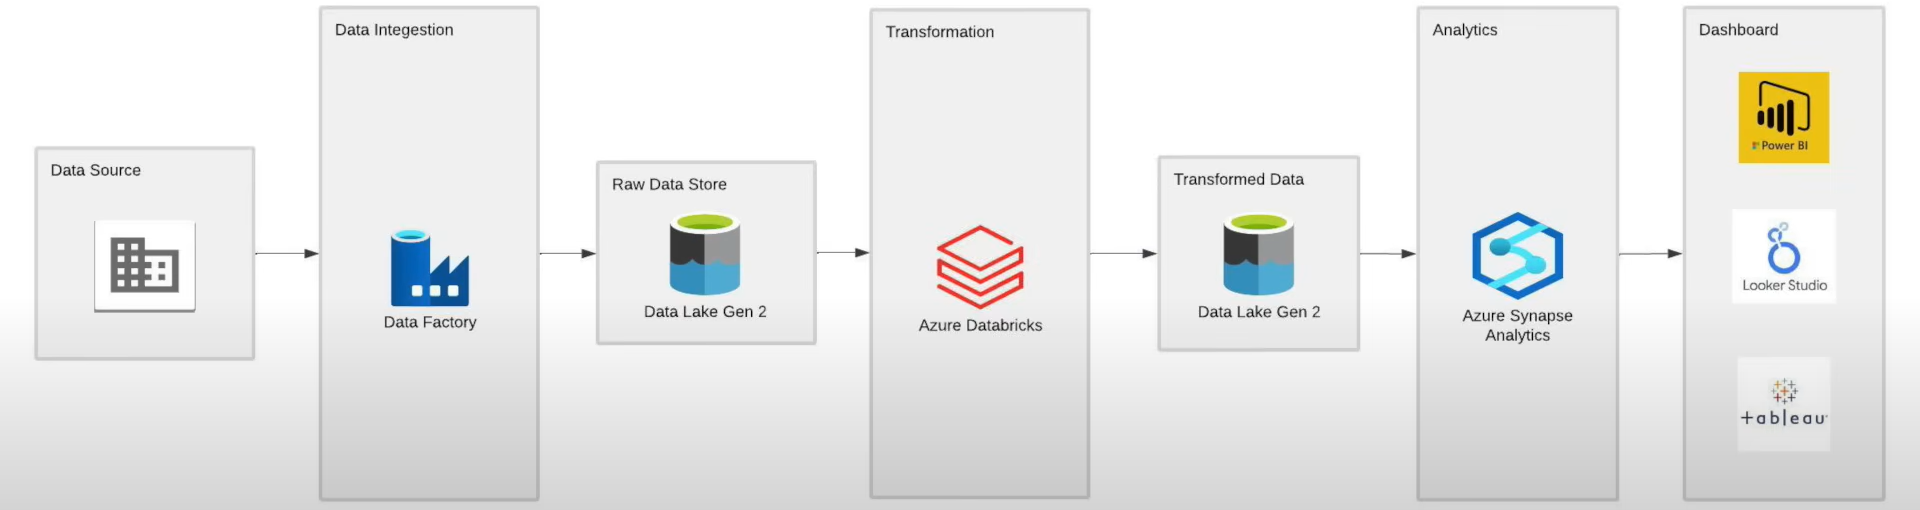 Data Source
Data Integestion
Data Factory
Raw Data Store
Data Lake Gen 2
Transformation
Azure Databricks
Transformed Data
Data Lake Gen 2
Analytics
Azure Synapse
Analytics
Dashboard
Power BI
Looker Studio
+ableau